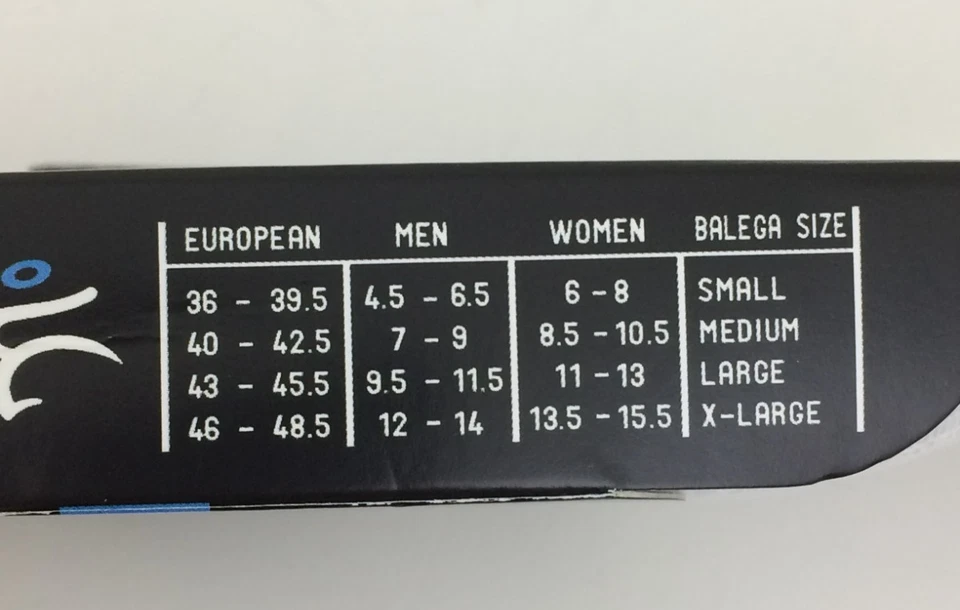 EUROPEAN MEN WOMEN BALEGA SIZE
36 - 39.5 4.5 - 6.5 6 - 8 SMALL
40 - 42.5 7 - 9 8.5 - 10.5 MEDIUM
43 - 45.5 9.5 - 11.5 11 - 13 LARGE
46 - 48.5 12 - 14 13.5 - 15.5 X-LARGE